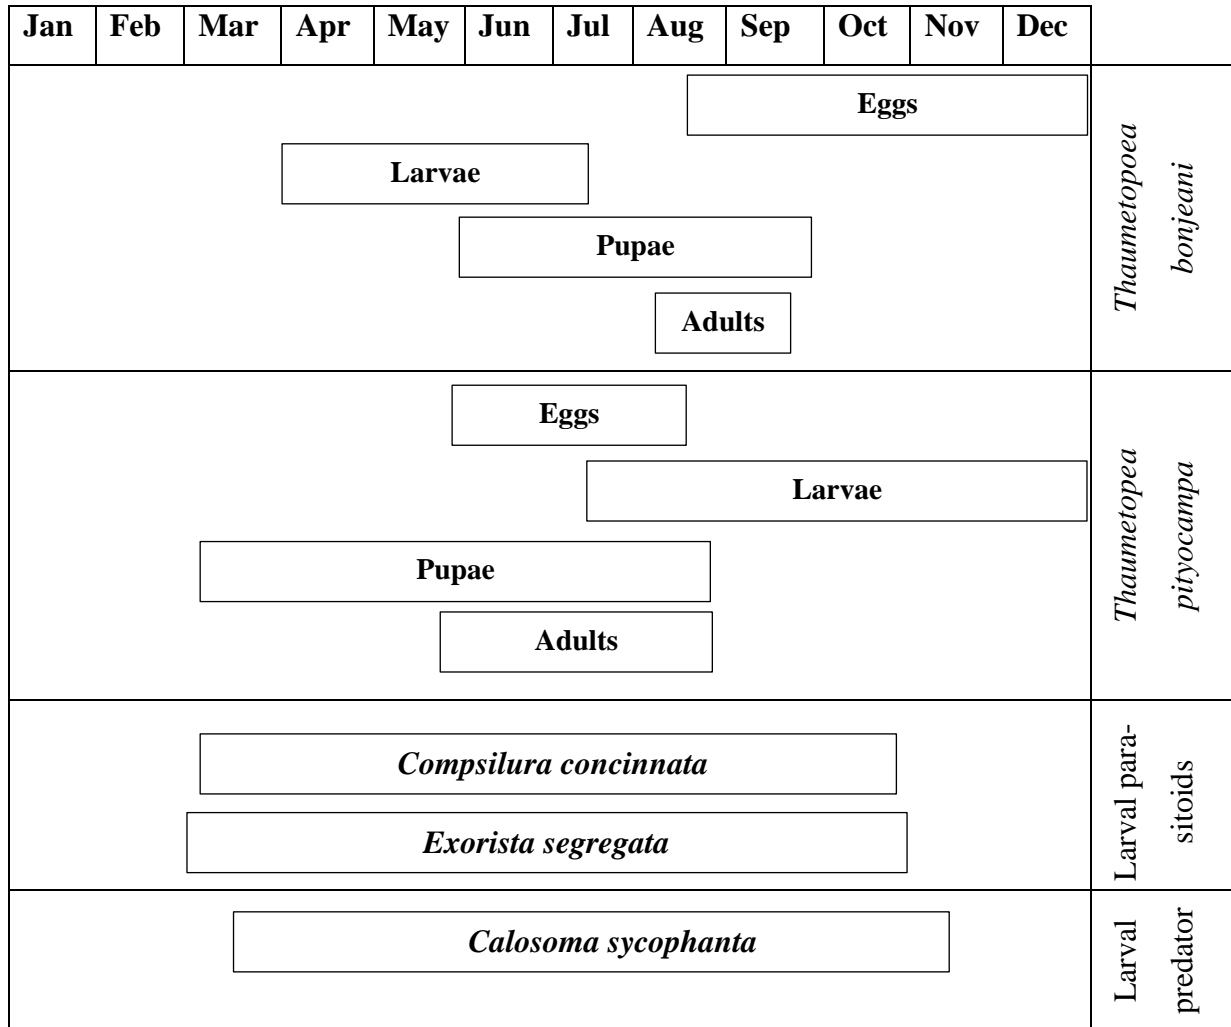 Jan Feb Mar Apr May Jun Jul Aug Sep Oct Nov Dec
Eggs
Larvae
Pupae
Adults
Thaumetopoea
bonjeani
Eggs
Larvae
Pupae
Adults
Thaumetopea
pityocampa
Compsilura concinnata
Exorista segregata
Larval para-
sitoids
Calosoma sycophanta
Larval
predator